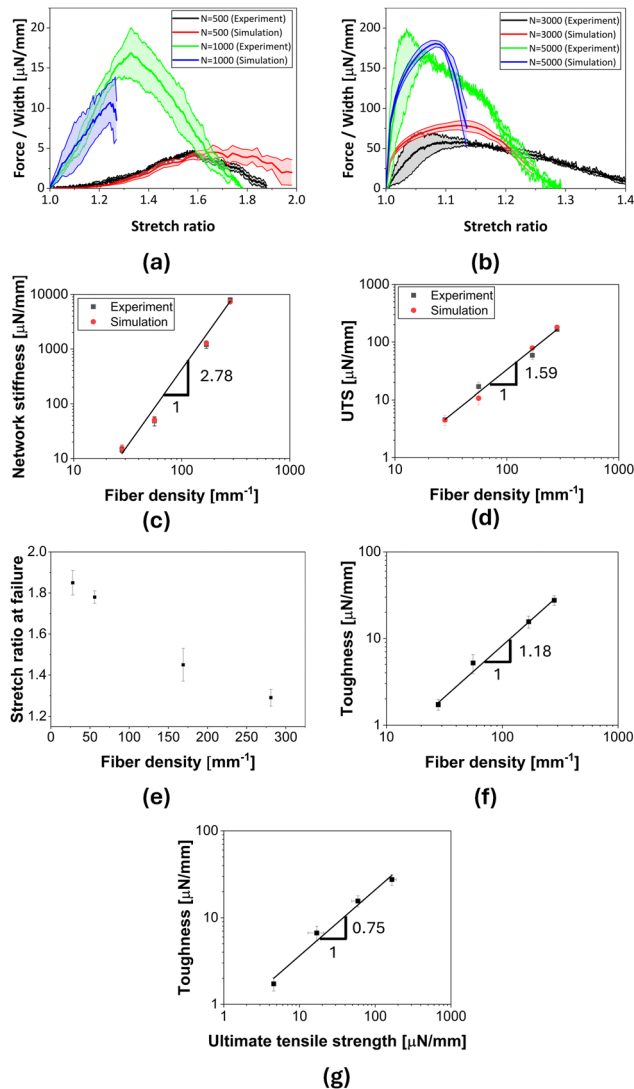 N=500 (Experiment)
N=500 (Simulation)
N=1000 (Experiment)
N=1000 (Simulation)
Force / Width [µN/mm]
25
20
15
10
5
0
1.0 1.2 1.4 1.6 1.8 2.0
Stretch ratio
(a)
N=3000 (Experiment)
N=3000 (Simulation)
N=5000 (Experiment)
N=5000 (Simulation)
Force / Width [µN/mm]
200
150
100
50
0
1.0 1.1 1.2 1.3 1.4
Stretch ratio
(b)
Experiment
Simulation
Network stiffness [µN/mm]
10000
1000
100
10
2.78
1
10 100 1000
Fiber density [mm⁻¹]
(c)
Experiment
Simulation
UTS [µN/mm]
1000
100
10
1
1.59
1
10 100 1000
Fiber density [mm⁻¹]
(d)
Stretch ratio at failure
2.0
1.8
1.6
1.4
1.2
0 50 100 150 200 250 300
Fiber density [mm⁻¹]
(e)
Toughness [µN/mm]
100
10
1
1.18
1
10 100 1000
Fiber density [mm⁻¹]
(f)
Toughness [µN/mm]
100
10
1
0.75
1
1 10 100 1000
Ultimate tensile strength [µN/mm]
(g)